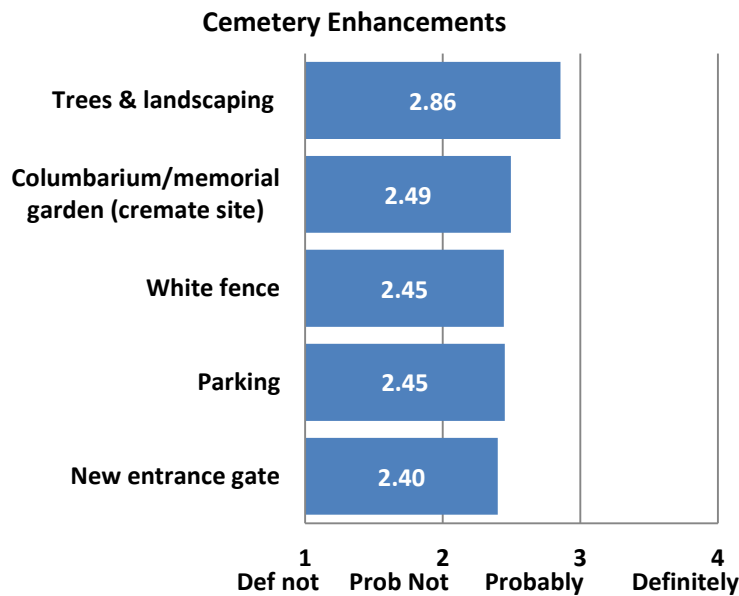 Cemetery Enhancements
Trees & landscaping
2.86
Columbarium/memorial
garden (cremate site)
2.49
White fence
2.45
Parking
2.45
New entrance gate
2.40
1 2 3 4
Def not Prob Not Probably Definitely